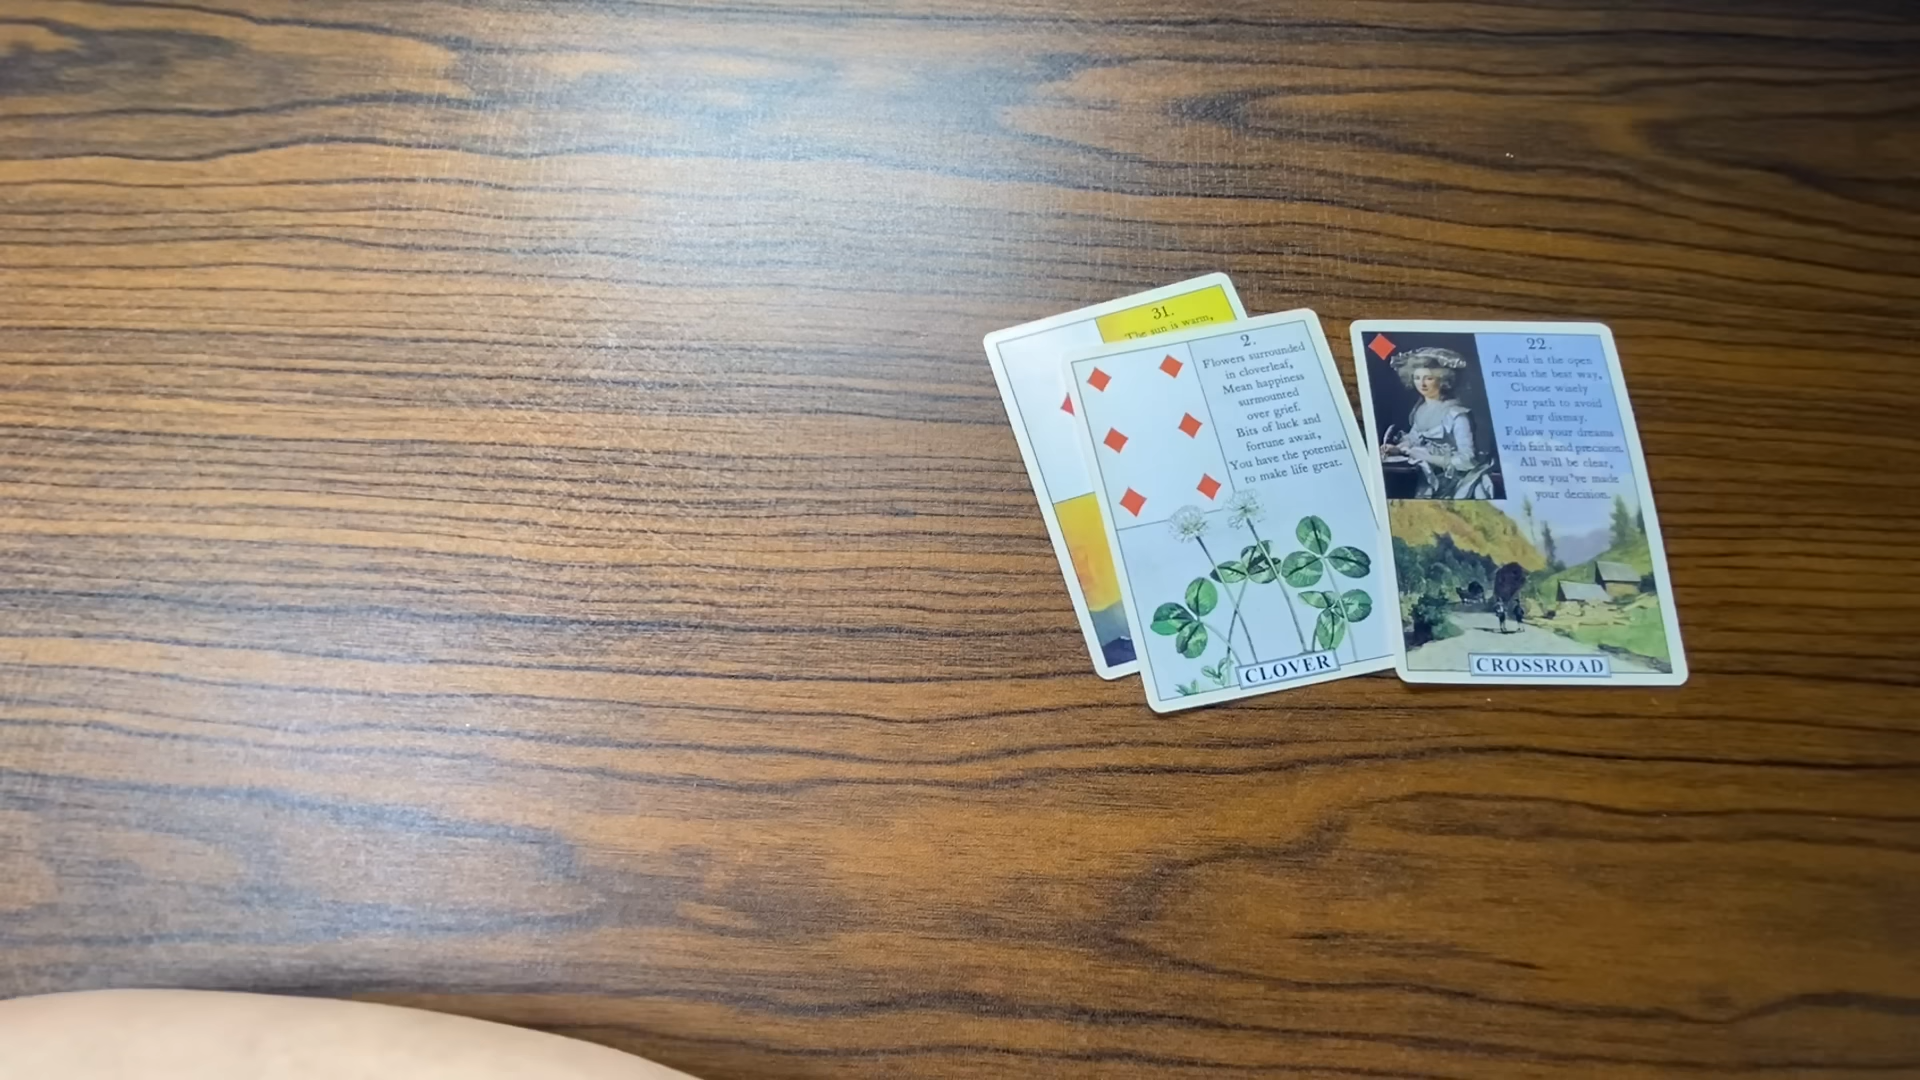 31.
The sun is warm,
2.
Flowers surrounded
in cloverleaf,
Mean happiness
surmounted
over grief.
Bits of luck and
fortune await,
You have the potential
to make life great.
CLOVER
22.
A road in the open
reveals the best way,
Choose wisely
your path to avoid
any dismay.
Follow your dreams
with faith and precision.
All will be clear,
once you've made
your decision.
CROSSROAD